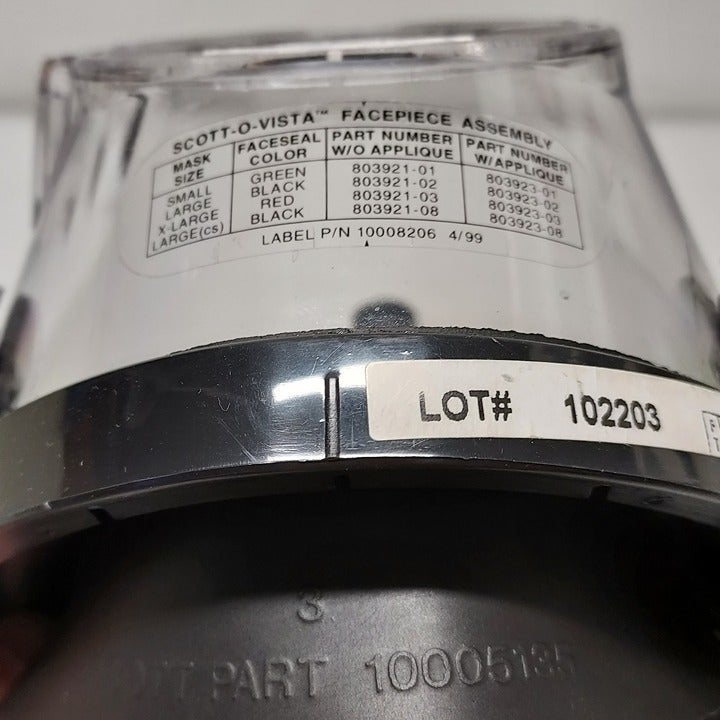 SCOTT-O-VISTA™ FACEPIECE ASSEMBLY
MASK SIZE FACESEAL COLOR PART NUMBER W/O APPLIQUE PART NUMBER W/APPLIQUE
SMALL GREEN 803921-01 803923-01
LARGE BLACK 803921-02 803923-02
X-LARGE RED 803921-03 803923-03
LARGE(cs) BLACK 803921-08 803923-08
LABEL P/N 10008206 4/99
LOT# 102203
3
PART 10005135